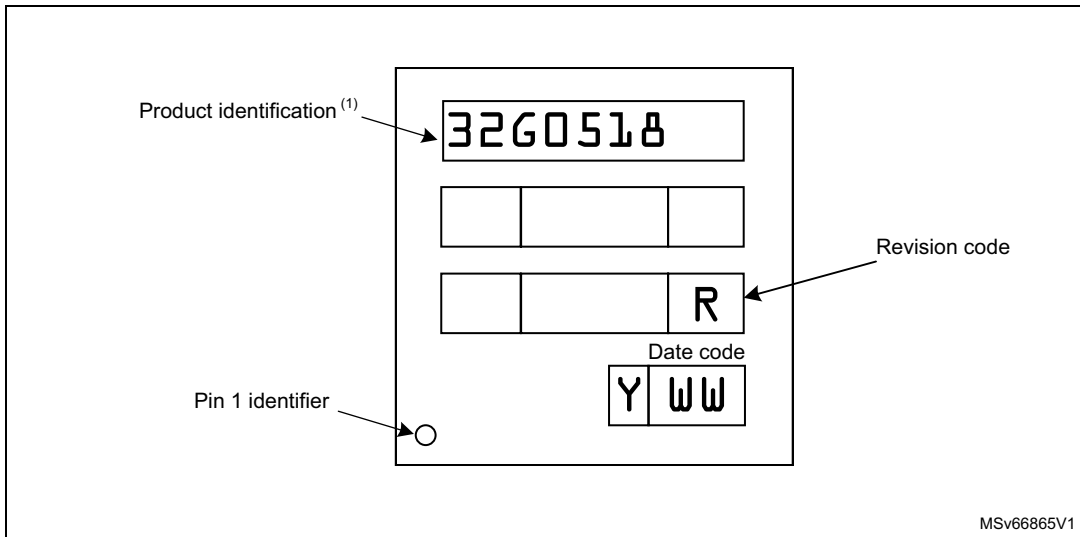 Product identification (1)
32G0518
Revision code
R
Date code
Y WW
Pin 1 identifier
MSv66865V1